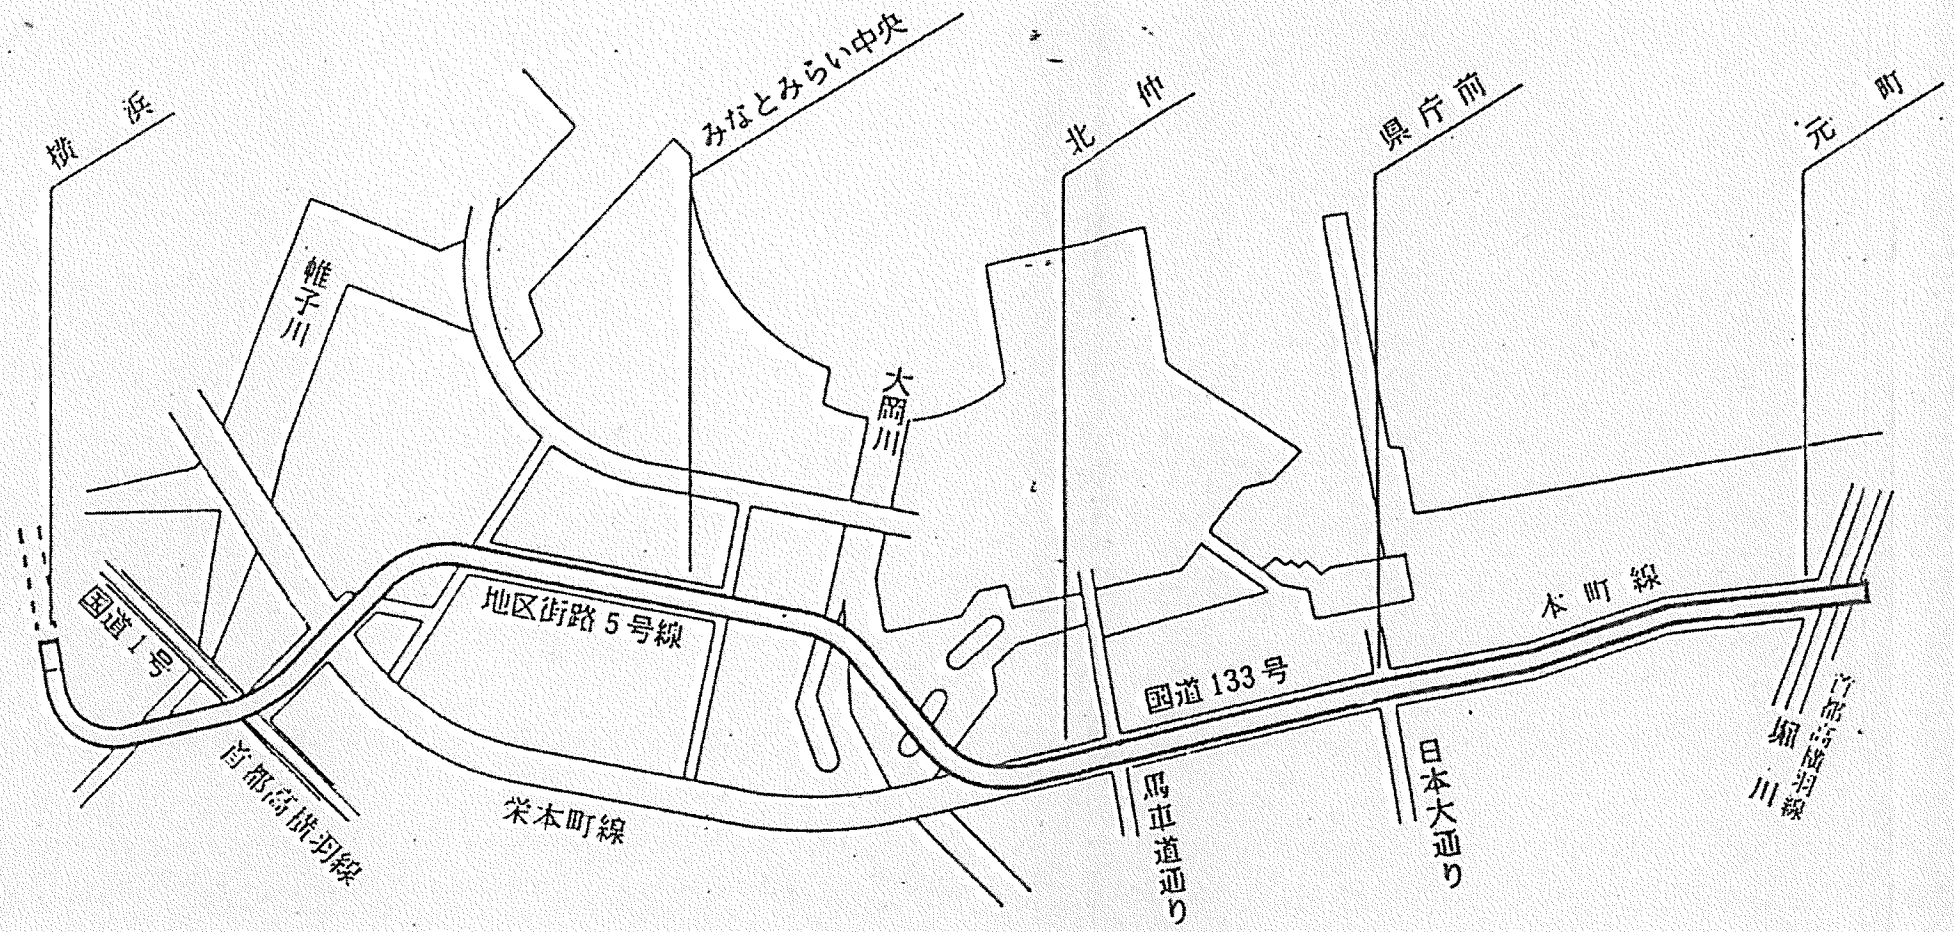 横浜
みなとみらい中央
北仲
県庁前
元町
帷子川
大岡川
国道1号
地区街路5号線
本町線
国道133号
首都高横羽線
栄本町線
馬車道通り
日本大通り
堀川
首都高横羽線